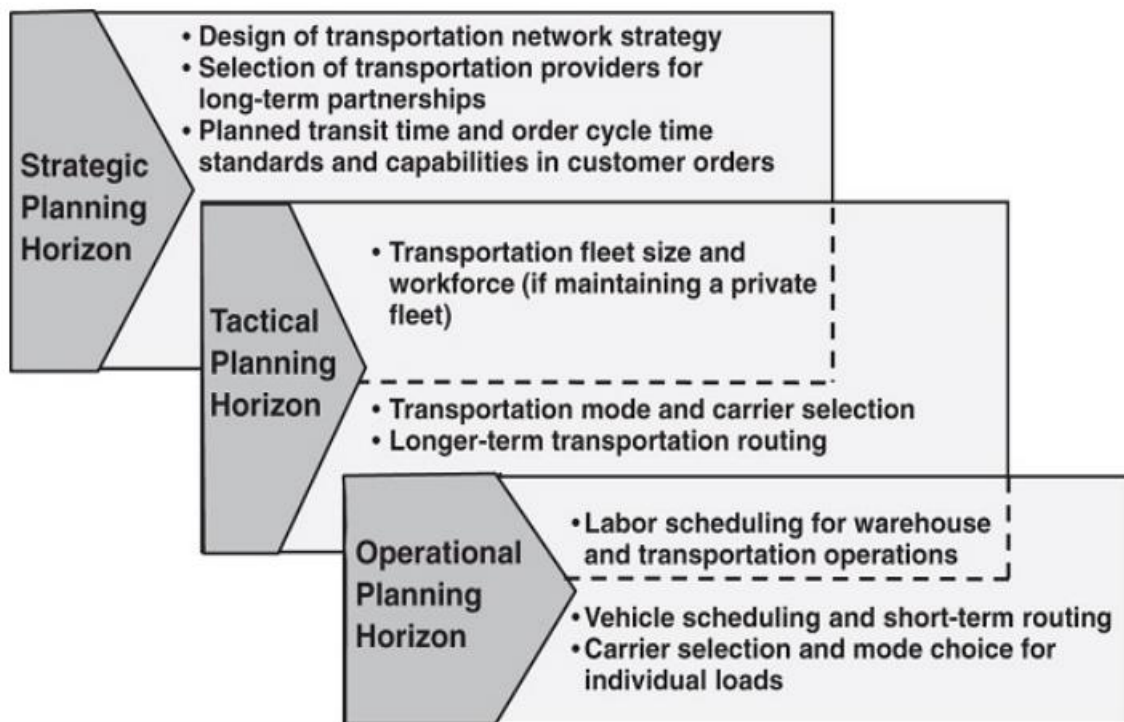 Strategic
Planning
Horizon
• Design of transportation network strategy
• Selection of transportation providers for
long-term partnerships
• Planned transit time and order cycle time
standards and capabilities in customer orders
Tactical
Planning
Horizon
• Transportation fleet size and
workforce (if maintaining a private
fleet)
• Transportation mode and carrier selection
• Longer-term transportation routing
Operational
Planning
Horizon
• Labor scheduling for warehouse
and transportation operations
• Vehicle scheduling and short-term routing
• Carrier selection and mode choice for
individual loads